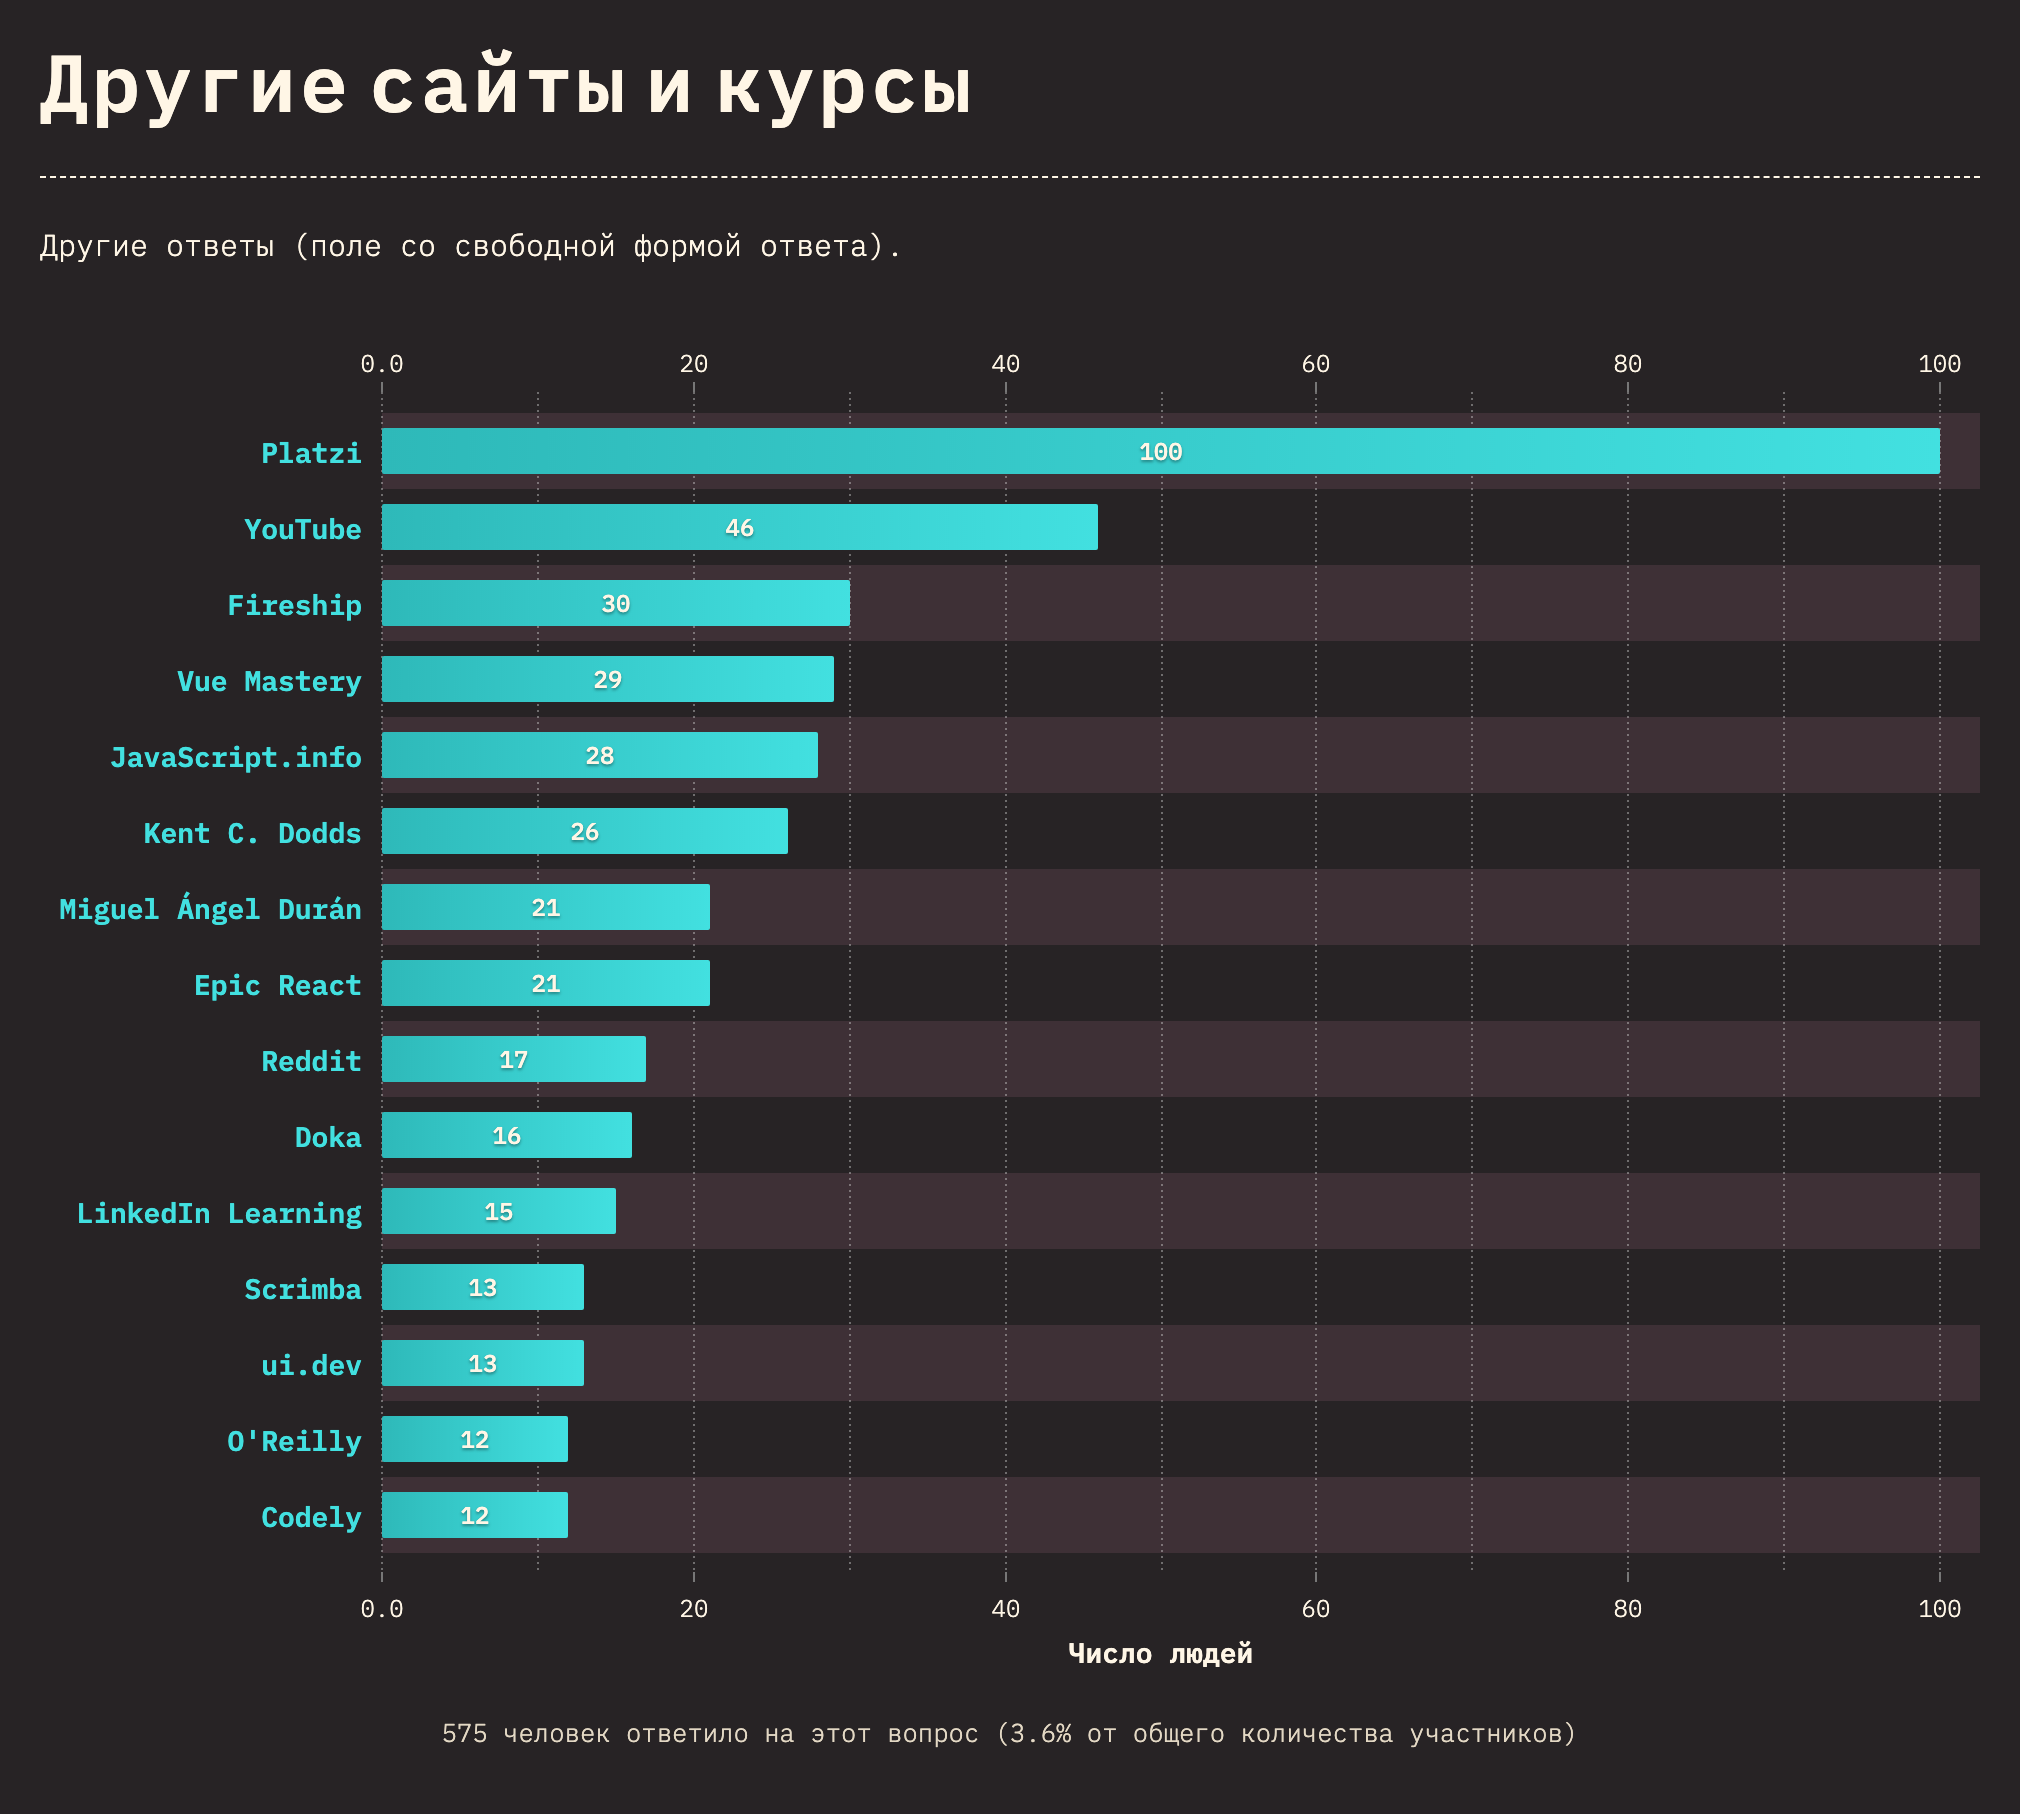 Другие сайты и курсы
Другие ответы (поле со свободной формой ответа).
0.0 20 40 60 80 100
Platzi 100
YouTube 46
Fireship 30
Vue Mastery 29
JavaScript.info 28
Kent C. Dodds 26
Miguel Ángel Durán 21
Epic React 21
Reddit 17
Doka 16
LinkedIn Learning 15
Scrimba 13
ui.dev 13
O'Reilly 12
Codely 12
0.0 20 40 60 80 100
Число людей
575 человек ответило на этот вопрос (3.6% от общего количества участников)